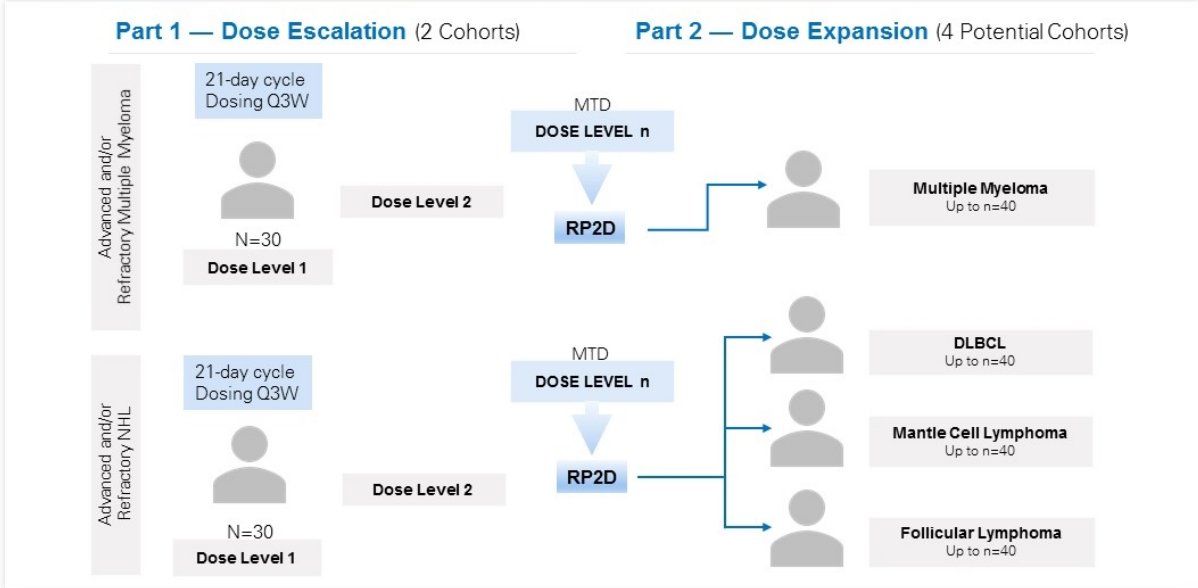 Part 1 — Dose Escalation (2 Cohorts)
Part 2 — Dose Expansion (4 Potential Cohorts)
Advanced and/or
Refractory Multiple Myeloma
21-day cycle
Dosing Q3W
N=30
Dose Level 1
Dose Level 2
MTD
DOSE LEVEL n
RP2D
Multiple Myeloma
Up to n=40
Advanced and/or
Refractory NHL
21-day cycle
Dosing Q3W
N=30
Dose Level 1
Dose Level 2
MTD
DOSE LEVEL n
RP2D
DLBCL
Up to n=40
Mantle Cell Lymphoma
Up to n=40
Follicular Lymphoma
Up to n=40